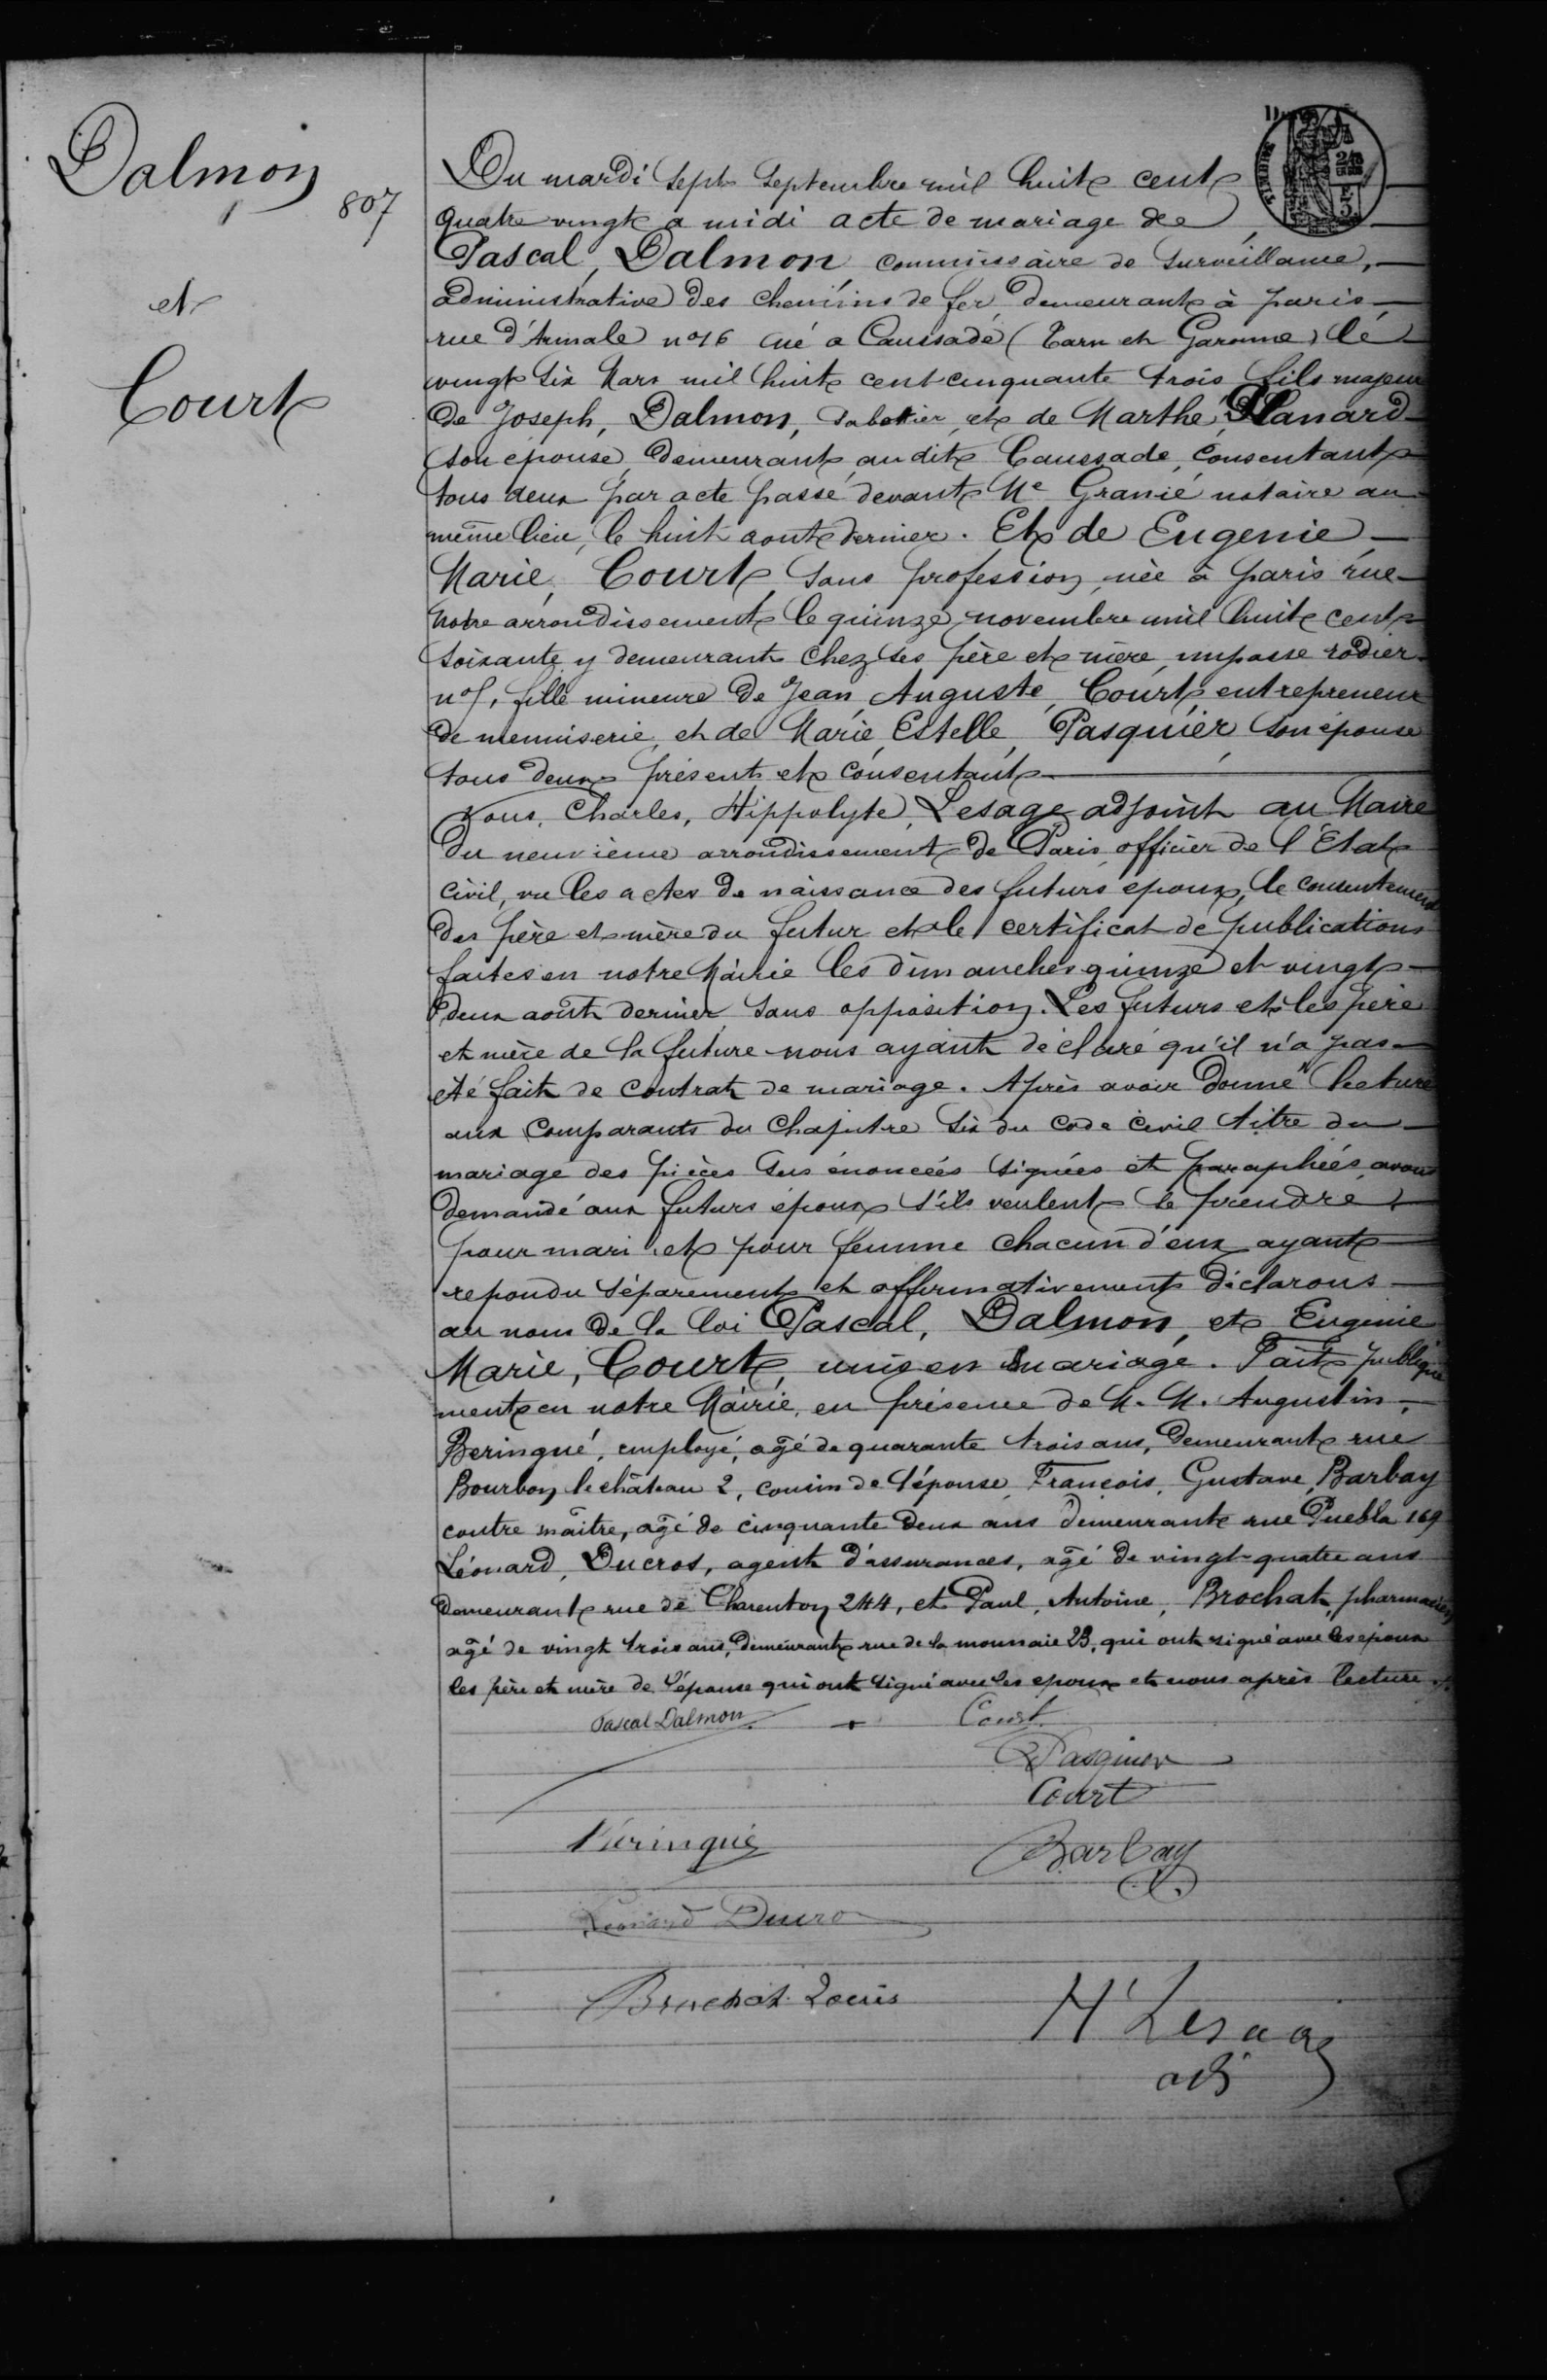 Dalmon
807
et
Court
Du mardi sept Septembre mil huit cent
quatre vingt a midi acte de mariage de
Pascal, Dalmon commissaire de surveillance,
administrative des chemins de fer, demeurant à paris
rue d'Aumale no 16 né a Caussade (Tarn et Garonne) le
vingt six Mars mil huit cent cinquante trois fils majeur
de Joseph, Dalmon, sabotier, et de Marthe, Planard
son épouse, demeurant audit Caussade, consentant
tous deux par acte passé devant Me Granié notaire au
même lieu, le huit aout dernier. Et de Eugenie
Marie, Court, sans profession, née à paris rue
notre arrondissement le quinze novembre mil huit cent
soixante y demeurant chez ses père et mère, impasse rodier
no , fille mineure de Jean, Auguste, Court, entrepreneur
de menuiserie, et de Marie, Estelle, Pasquier son épouse
tous deux présents et consentants
Nous, Charles, Hippolyte, Lesage adjoint au Maire
du neuvième arrondissement de Paris officier de l'Etat
civil, vu les actes de naissance des futurs epoux, le consentement
des père et mère du futur et le certificat de publications
faites en notre Mairie les dimanches quinze et vingt
deux août dernier sans opposition. Les futurs et les père
et mère de la future nous ayant déclaré qu'il n'a pas
été fait de contrat de mariage. Après avoir donné lecture
aux comparants du chapitre six du code civil titre du
mariage des pièces sus énoncées signées et paraphées, avons
demandé aux futurs époux s'ils veulent se prendre
pour mari et pour femme chacun d'eux ayant
repondu séparement et affirmativement déclarons
au nom de la loi Pascal, Dalmon, et Eugenie
Marie, Court, unis en mariage. Fait publique
ment en notre Mairie, en présence de M. M. Augustin,
Beringué, employé, agé de quarante trois ans, demeurant rue
Bourbon le château 2, cousin de l'épouse, François, Gustave, Barbay
contre maitre, agé de cinquante deux ans demeurant rue Puebla 169
Léonard, Ducros, agent d'assurances, agé de vingt-quatre ans
demeurant rue de Charenton 244, et Paul, Antoine, Brochat, pharmacien
agé de vingt trois ans, demeurant rue de la monnaie 23, qui ont signé avec les époux
les père et mère de l'épouse qui ont signé avec les epoux et nous après lecture
Pascal Dalmon
Court
Pasquier
Court
Béringué
Barbay
Léonard Ducro
Brochat Louis
H Lesage
adj